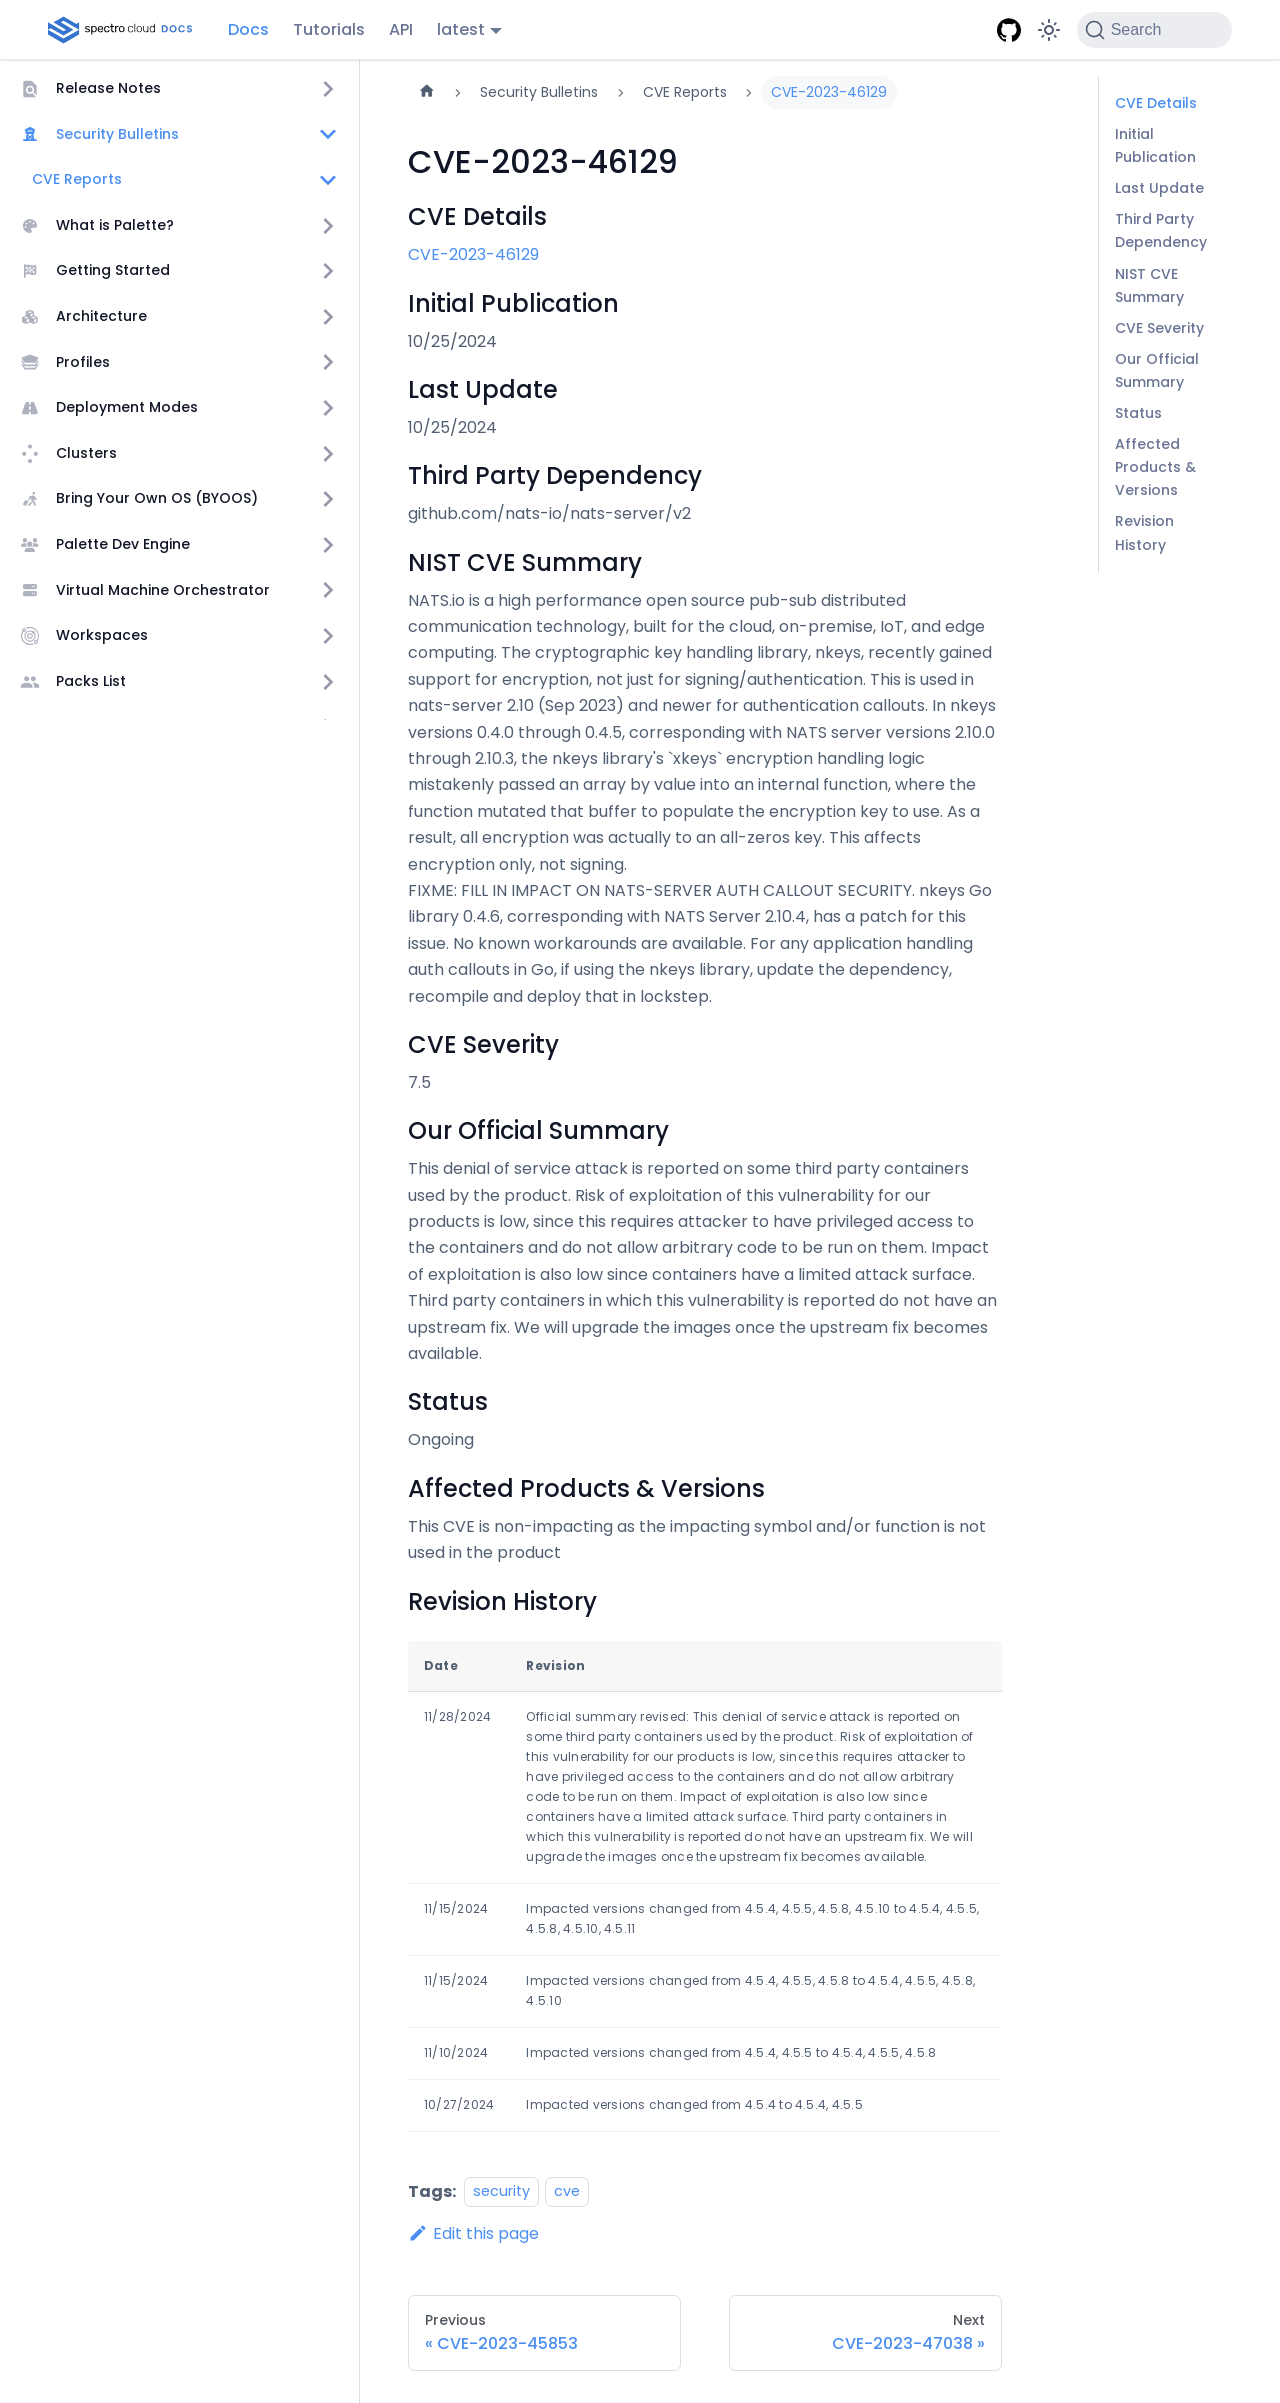 spectro cloud DOCS
Docs
Tutorials
API
latest
Search
Release Notes
Security Bulletins
CVE Reports
What is Palette?
Getting Started
Architecture
Profiles
Deployment Modes
Clusters
Bring Your Own OS (BYOOS)
Palette Dev Engine
Virtual Machine Orchestrator
Workspaces
Packs List
Security Bulletins
CVE Reports
CVE-2023-46129
CVE-2023-46129
CVE Details
CVE-2023-46129
Initial Publication
10/25/2024
Last Update
10/25/2024
Third Party Dependency
github.com/nats-io/nats-server/v2
NIST CVE Summary
NATS.io is a high performance open source pub-sub distributed
communication technology, built for the cloud, on-premise, IoT, and edge
computing. The cryptographic key handling library, nkeys, recently gained
support for encryption, not just for signing/authentication. This is used in
nats-server 2.10 (Sep 2023) and newer for authentication callouts. In nkeys
versions 0.4.0 through 0.4.5, corresponding with NATS server versions 2.10.0
through 2.10.3, the nkeys library's `xkeys` encryption handling logic
mistakenly passed an array by value into an internal function, where the
function mutated that buffer to populate the encryption key to use. As a
result, all encryption was actually to an all-zeros key. This affects
encryption only, not signing.
FIXME: FILL IN IMPACT ON NATS-SERVER AUTH CALLOUT SECURITY. nkeys Go
library 0.4.6, corresponding with NATS Server 2.10.4, has a patch for this
issue. No known workarounds are available. For any application handling
auth callouts in Go, if using the nkeys library, update the dependency,
recompile and deploy that in lockstep.
CVE Severity
7.5
Our Official Summary
This denial of service attack is reported on some third party containers
used by the product. Risk of exploitation of this vulnerability for our
products is low, since this requires attacker to have privileged access to
the containers and do not allow arbitrary code to be run on them. Impact
of exploitation is also low since containers have a limited attack surface.
Third party containers in which this vulnerability is reported do not have an
upstream fix. We will upgrade the images once the upstream fix becomes
available.
Status
Ongoing
Affected Products & Versions
This CVE is non-impacting as the impacting symbol and/or function is not
used in the product
Revision History
Date Revision
11/28/2024 Official summary revised: This denial of service attack is reported on
some third party containers used by the product. Risk of exploitation of
this vulnerability for our products is low, since this requires attacker to
have privileged access to the containers and do not allow arbitrary
code to be run on them. Impact of exploitation is also low since
containers have a limited attack surface. Third party containers in
which this vulnerability is reported do not have an upstream fix. We will
upgrade the images once the upstream fix becomes available.
11/15/2024 Impacted versions changed from 4.5.4, 4.5.5, 4.5.8, 4.5.10 to 4.5.4, 4.5.5,
4.5.8, 4.5.10, 4.5.11
11/15/2024 Impacted versions changed from 4.5.4, 4.5.5, 4.5.8 to 4.5.4, 4.5.5, 4.5.8,
4.5.10
11/10/2024 Impacted versions changed from 4.5.4, 4.5.5 to 4.5.4, 4.5.5, 4.5.8
10/27/2024 Impacted versions changed from 4.5.4 to 4.5.4, 4.5.5
Tags: security cve
Edit this page
Previous
« CVE-2023-45853
Next
CVE-2023-47038 »
CVE Details
Initial
Publication
Last Update
Third Party
Dependency
NIST CVE
Summary
CVE Severity
Our Official
Summary
Status
Affected
Products &
Versions
Revision
History